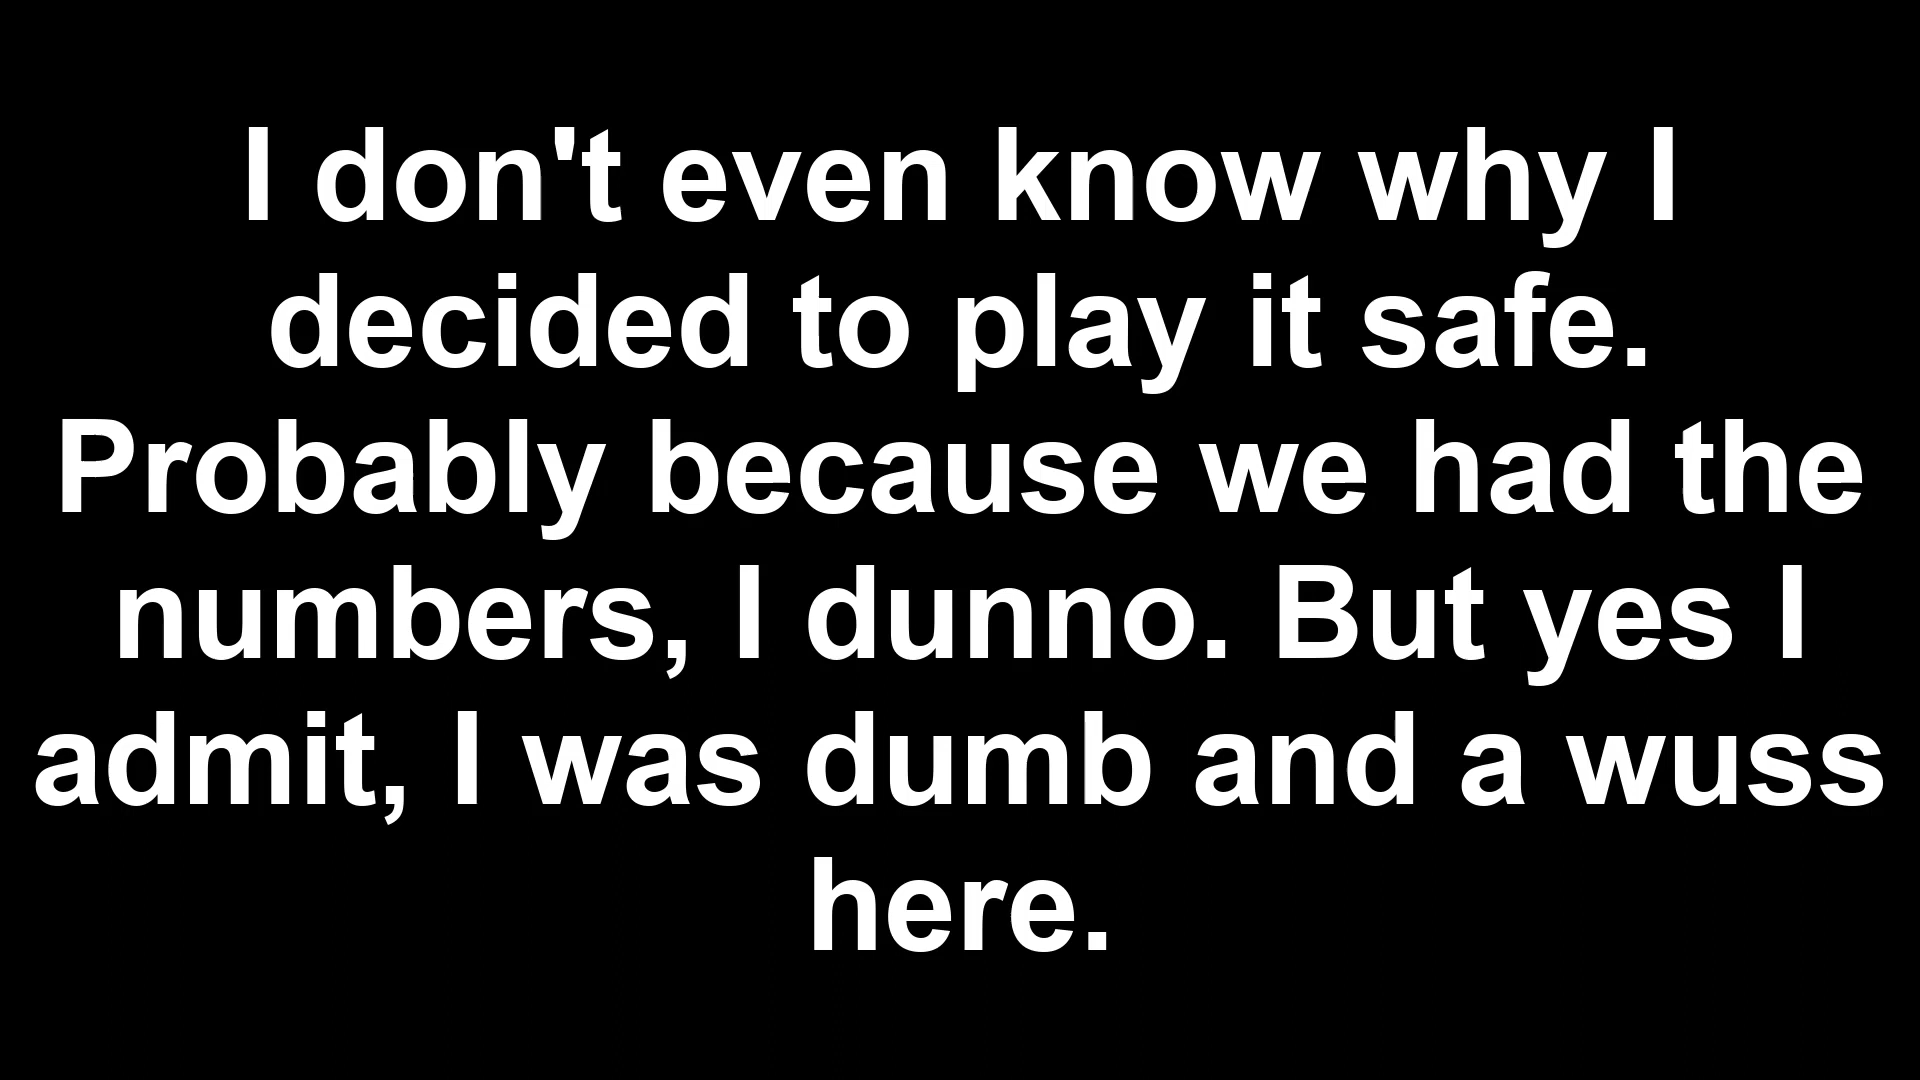 I don't even know why I
decided to play it safe.
Probably because we had the
numbers, I dunno. But yes I
admit, I was dumb and a wuss
here.